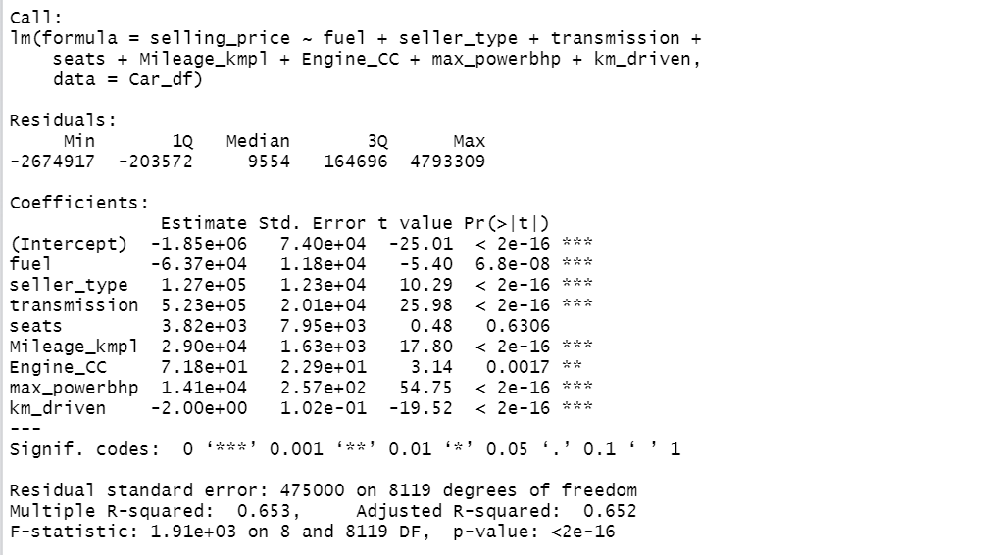 Call:
lm(formula = selling_price ~ fuel + seller_type + transmission +
    seats + Mileage_kmpl + Engine_CC + max_powerbhp + km_driven,
    data = Car_df)

Residuals:
     Min       1Q   Median       3Q      Max
-2674917  -203572     9554   164696  4793309

Coefficients:
              Estimate Std. Error t value Pr(>|t|)
(Intercept)  -1.85e+06   7.40e+04  -25.01  < 2e-16 ***
fuel         -6.37e+04   1.18e+04   -5.40  6.8e-08 ***
seller_type   1.27e+05   1.23e+04   10.29  < 2e-16 ***
transmission  5.23e+05   2.01e+04   25.98  < 2e-16 ***
seats         3.82e+03   7.95e+03    0.48   0.6306
Mileage_kmpl  2.90e+04   1.63e+03   17.80  < 2e-16 ***
Engine_CC     7.18e+01   2.29e+01    3.14   0.0017 **
max_powerbhp  1.41e+04   2.57e+02   54.75  < 2e-16 ***
km_driven    -2.00e+00   1.02e-01  -19.52  < 2e-16 ***
---
Signif. codes:  0 ‘***’ 0.001 ‘**’ 0.01 ‘*’ 0.05 ‘.’ 0.1 ‘ ’ 1

Residual standard error: 475000 on 8119 degrees of freedom
Multiple R-squared:  0.653,     Adjusted R-squared:  0.652
F-statistic: 1.91e+03 on 8 and 8119 DF,  p-value: <2e-16